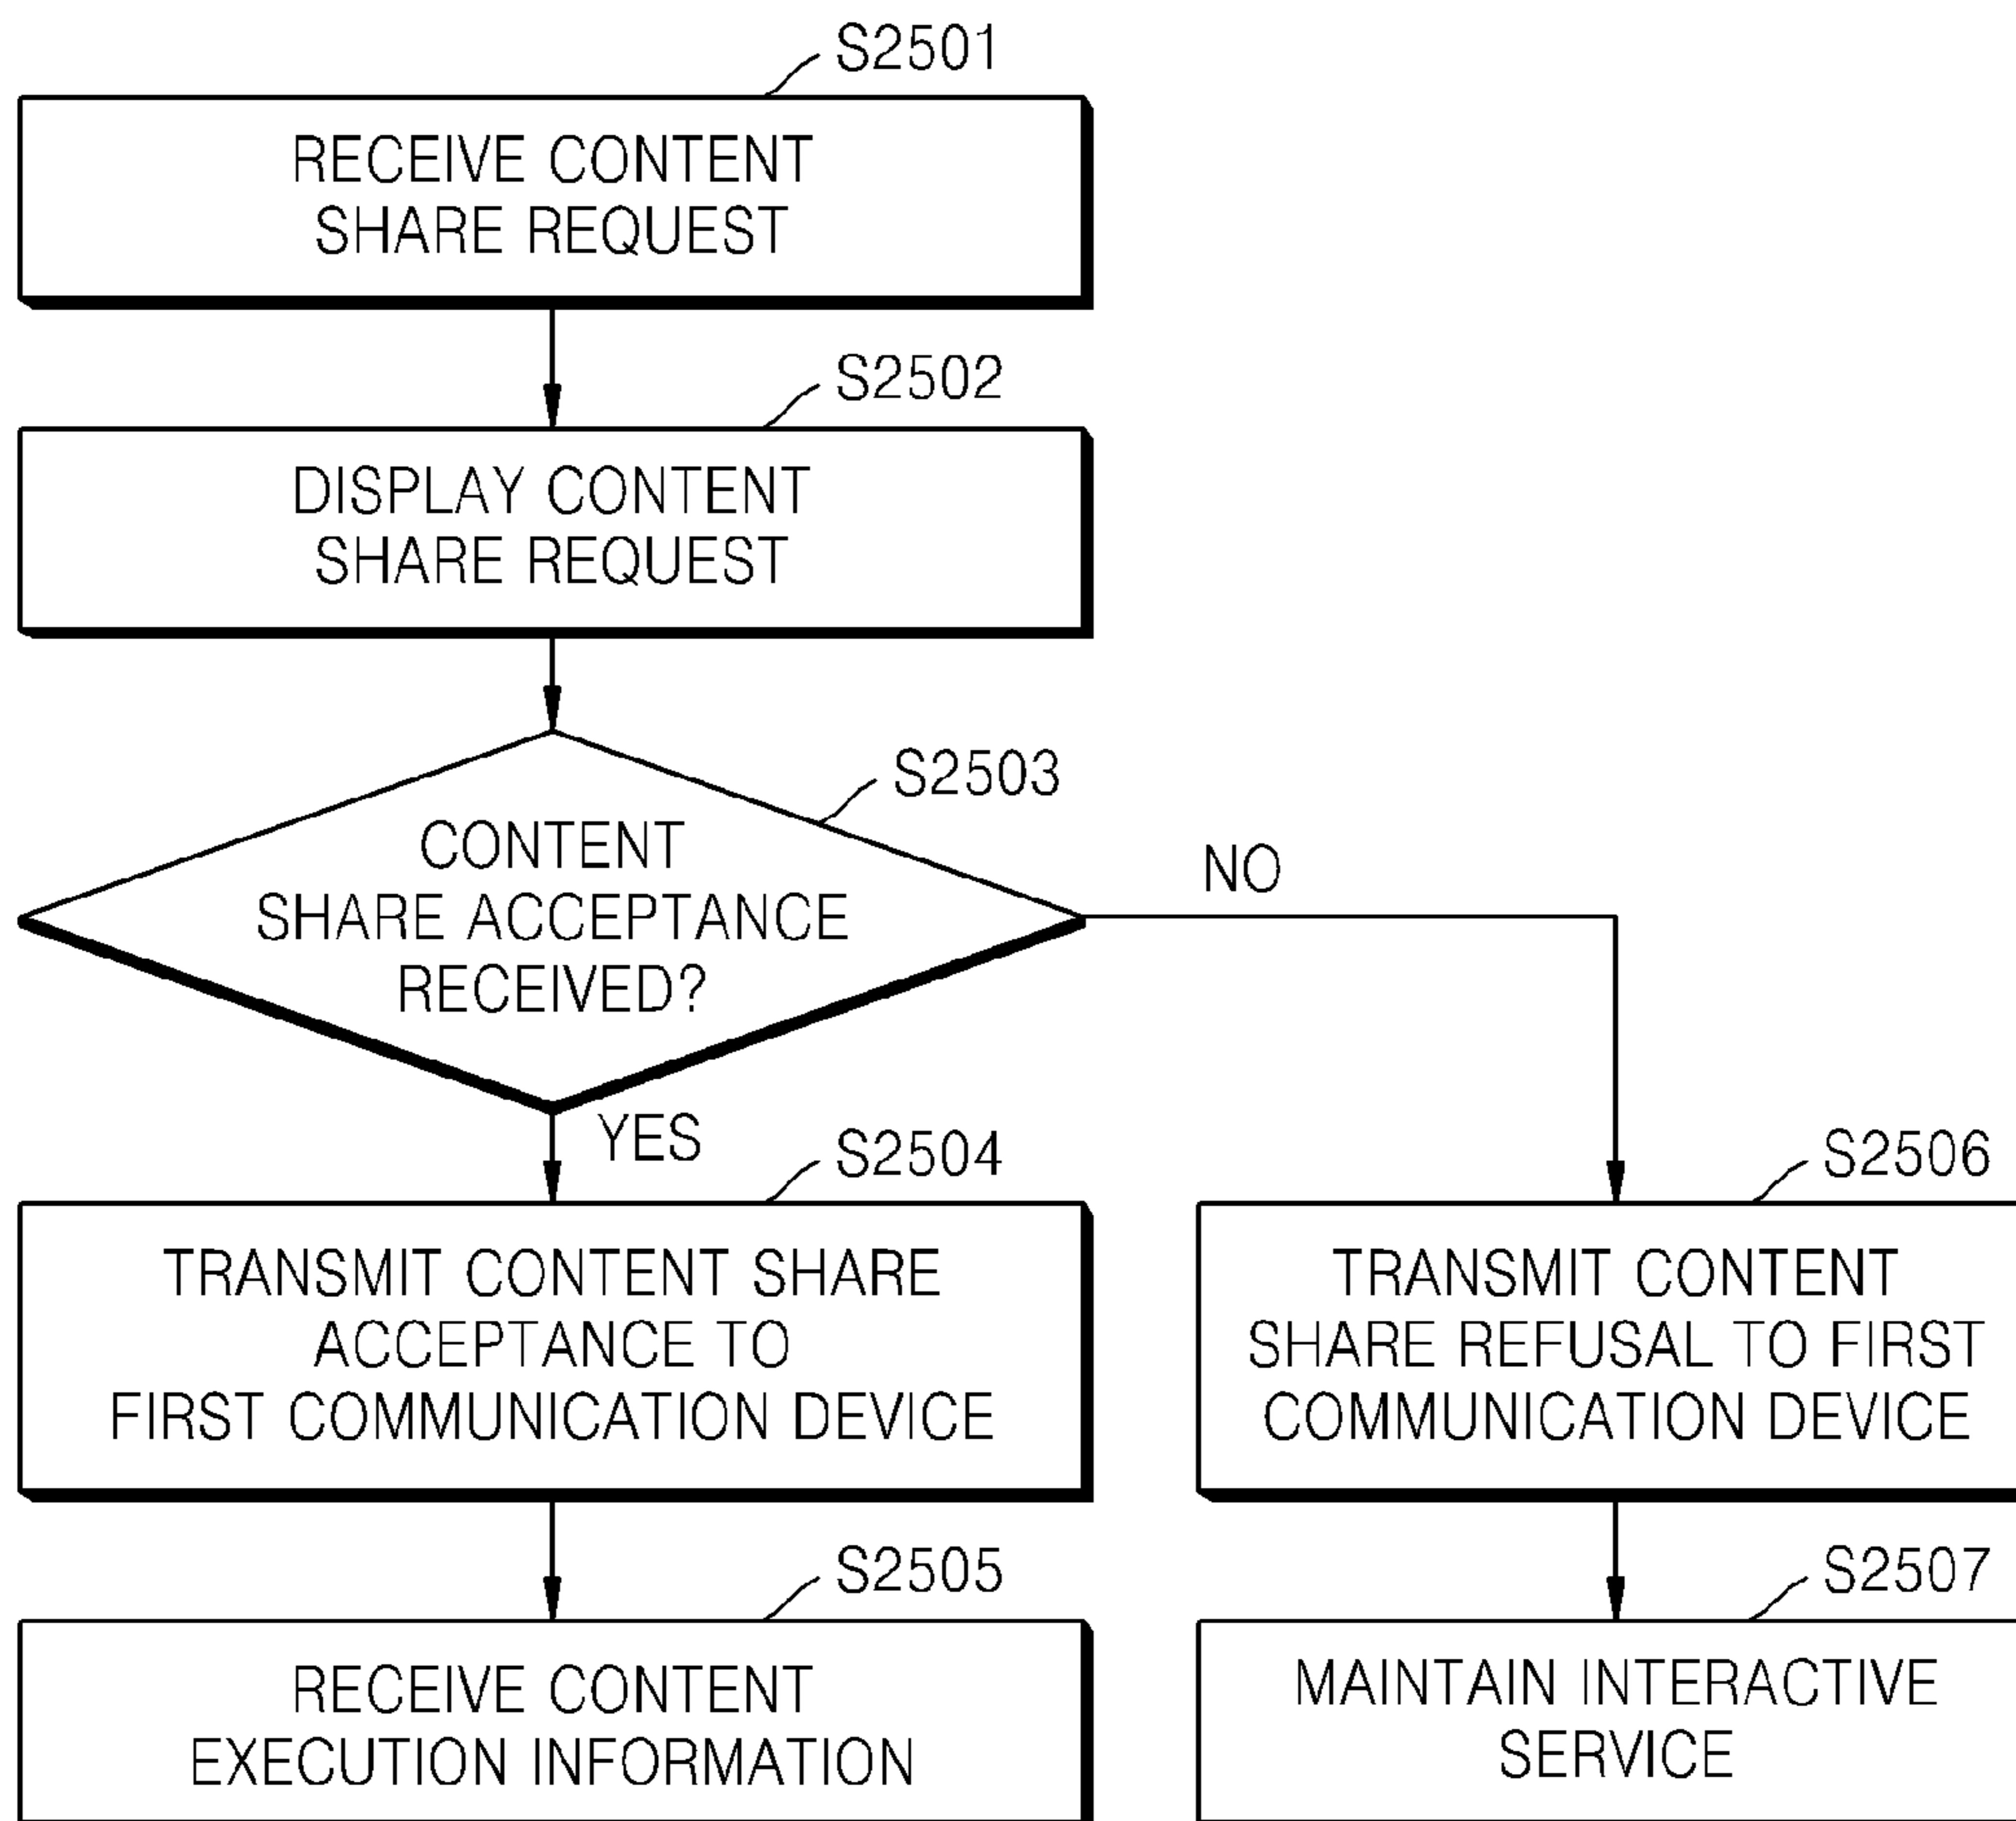 S2501
RECEIVE CONTENT
SHARE REQUEST
S2502
DISPLAY CONTENT
SHARE REQUEST
S2503
CONTENT
SHARE ACCEPTANCE
RECEIVED?
NO
YES
S2504
TRANSMIT CONTENT SHARE
ACCEPTANCE TO
FIRST COMMUNICATION DEVICE
S2506
TRANSMIT CONTENT
SHARE REFUSAL TO FIRST
COMMUNICATION DEVICE
S2505
RECEIVE CONTENT
EXECUTION INFORMATION
S2507
MAINTAIN INTERACTIVE
SERVICE